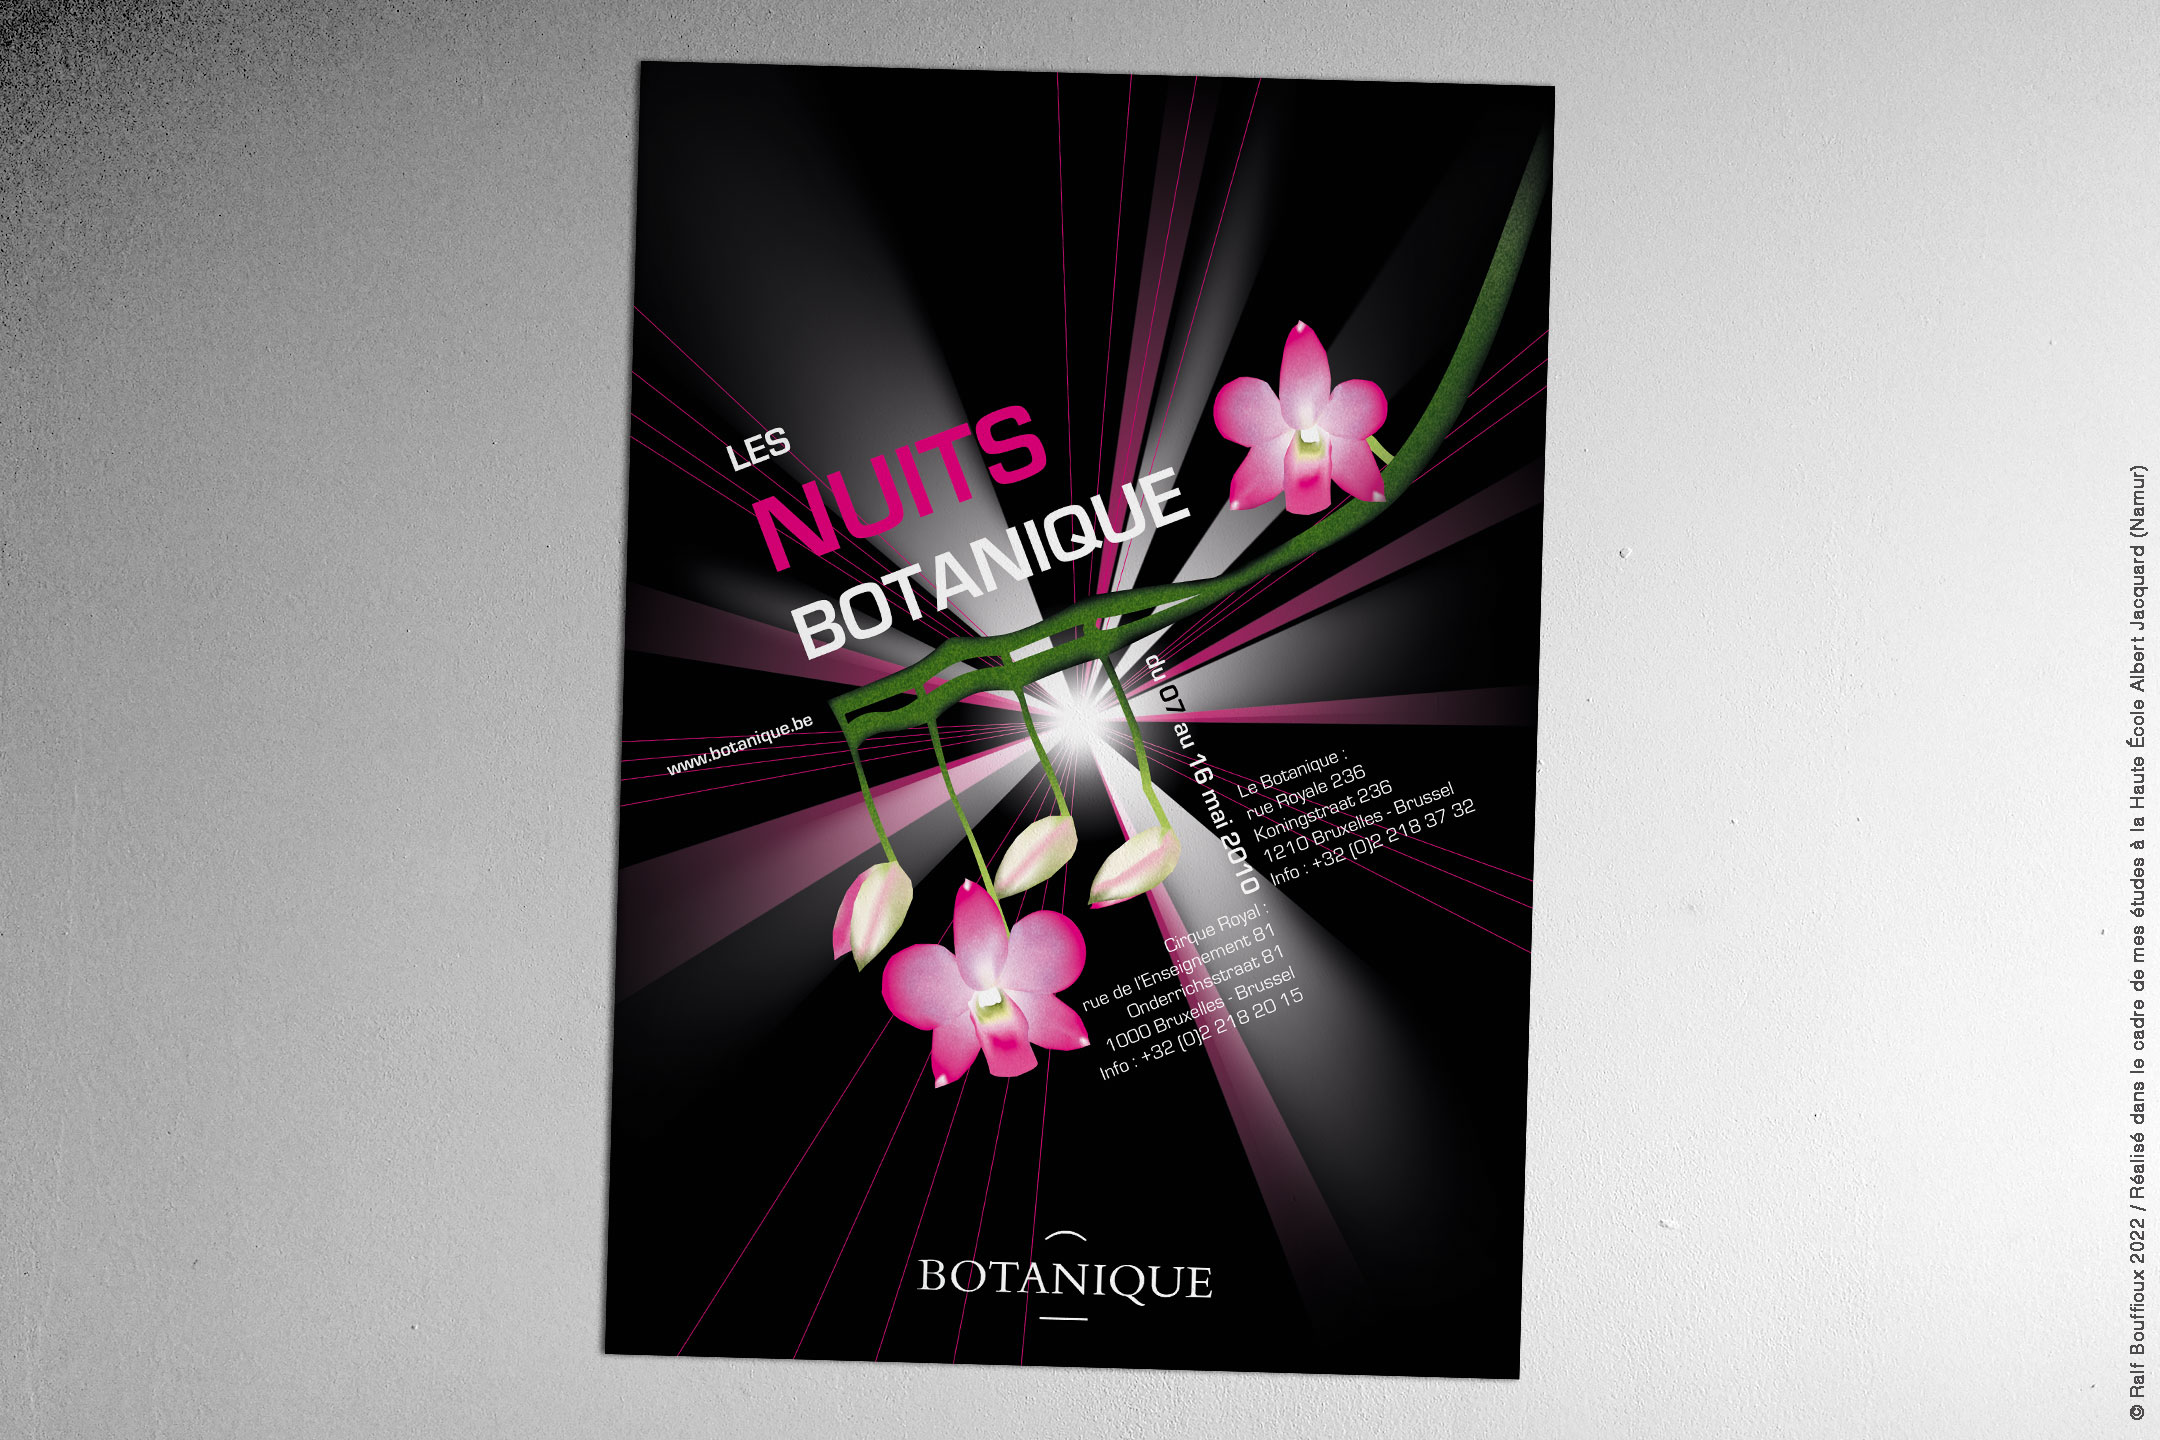 LES
NUITS
BOTANIQUE
www.botanique.be
du 07 au 16 mai 2010
Le Botanique :
rue Royale 236
Koningstraat 236
1210 Bruxelles - Brussel
Info : +32 (0)2 218 37 32
Cirque Royal :
rue de l'Enseignement 81
Onderrichsstraat 81
1000 Bruxelles - Brussel
Info : +32 (0)2 218 20 15
BOTANIQUE
© Ralf Bouffioux 2022 / Réalisé dans le cadre de mes études à la Haute École Albert Jacquard (Namur)